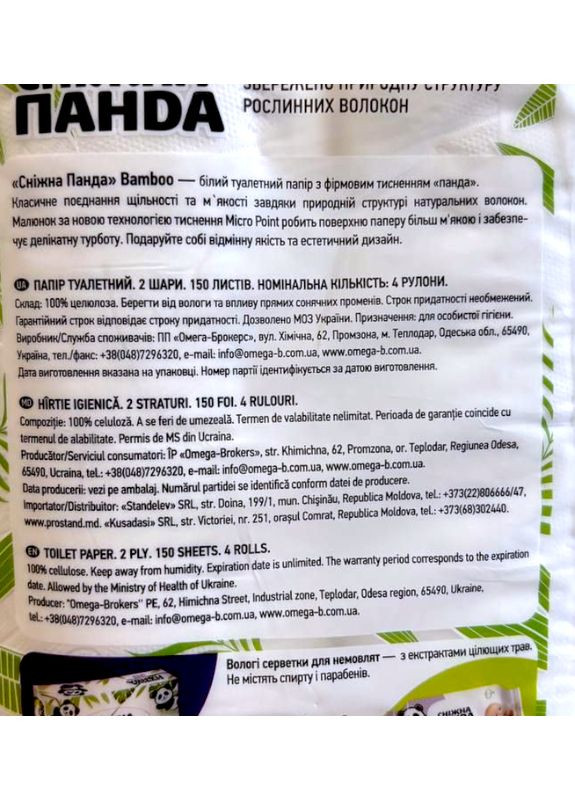 ПАНДА
ЗБЕРЕЖЕНО ПРИРОДНУ СТРУКТУРУ
РОСЛИННИХ ВОЛОКОН
«Сніжна Панда» Bamboo — білий туалетний папір з фірмовим тисненням «панда».
Класичне поєднання щільності та м`якості завдяки природній структурі натуральних волокон.
Малюнок за новою технологією тиснення Micro Point робить поверхню паперу більш м'якою і забезпе-
чує делікатну турботу. Подаруйте собі відмінну якість та естетичний дизайн.
UA ПАПІР ТУАЛЕТНИЙ. 2 ШАРИ. 150 ЛИСТІВ. НОМІНАЛЬНА КІЛЬКІСТЬ: 4 РУЛОНИ.
Склад: 100% целюлоза. Берегти від вологи та впливу прямих сонячних променів. Строк придатності необмежений.
Гарантійний строк відповідає строку придатності. Дозволено МОЗ України. Призначення: для особистої гігієни.
Виробник/Служба споживачів: ПП «Омега-Брокерс», вул. Хімічна, 62, Промзона, м. Теплодар, Одеська обл., 65490,
Україна, тел./факс: +38(048)7296320, e-mail: info@omega-b.com.ua, www.omega-b.com.ua.
Дата виготовлення вказана на упаковці. Номер партії ідентифікується за датою виготовлення.
MD HÎRTIE IGIENICĂ. 2 STRATURI. 150 FOI. 4 RULOURI.
Compoziție: 100% celuloză. A se feri de umezeală. Termen de valabilitate nelimitat. Perioada de garanție coincide cu
termenul de alabilitate. Permis de MS din Ucraina.
Producător/Serviciul consumatori: ÎP «Omega-Brokers», str. Khimichna, 62, Promzona, or. Teplodar, Regiunea Odesa,
65490, Ucraina, tel.: +38(048)7296320, e-mail: info@omega-b.com.ua, www.omega-b.com.ua.
Data producerii: vezi pe ambalaj. Numărul partidei se identifică conform datei de producere.
Importator/Distribuitor: «Standelev» SRL, str. Doina, 199/1, mun. Chișinău, Republica Moldova, tel.: +373(22)806666/47,
www.prostand.md. «Kusadasi» SRL, str. Victoriei, nr. 251, orașul Comrat, Republica Moldova, tel.: +373(68)302440.
EN TOILET PAPER. 2 PLY. 150 SHEETS. 4 ROLLS.
100% cellulose. Keep away from humidity. Expiration date is unlimited. The warranty period corresponds to the expiration
date. Allowed by the Ministry of Health of Ukraine.
Producer: "Omega-Brokers" PE, 62, Himichna Street, Industrial zone, Teplodar, Odesa region, 65490, Ukraine,
tel.: +38(048)7296320, e-mail: info@omega-b.com.ua, www.omega-b.com.ua.
Вологі серветки для немовлят — з екстрактами цілющих трав.
Не містять спирту і парабенів.
СНІЖНА